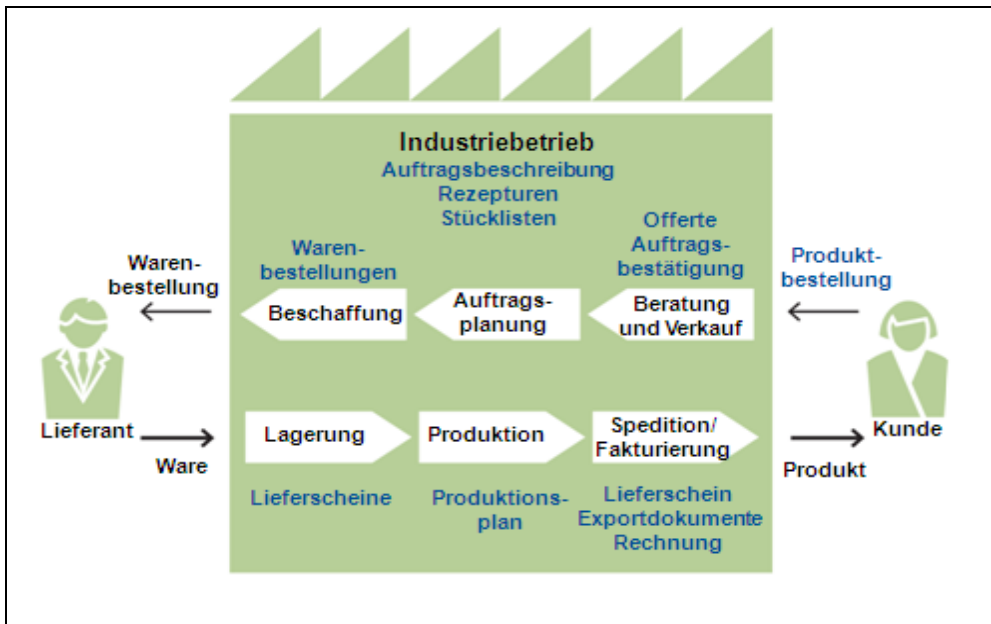 Industriebetrieb
Auftragsbeschreibung
Rezepturen
Stücklisten
Waren-
bestellung
Waren-
bestellungen
Offerte
Auftrags-
bestätigung
Produkt-
bestellung
Beschaffung
Auftrags-
planung
Beratung
und Verkauf
Lieferant
Kunde
Ware
Lagerung
Produktion
Spedition/
Fakturierung
Produkt
Lieferscheine
Produktions-
plan
Lieferschein
Exportdokumente
Rechnung